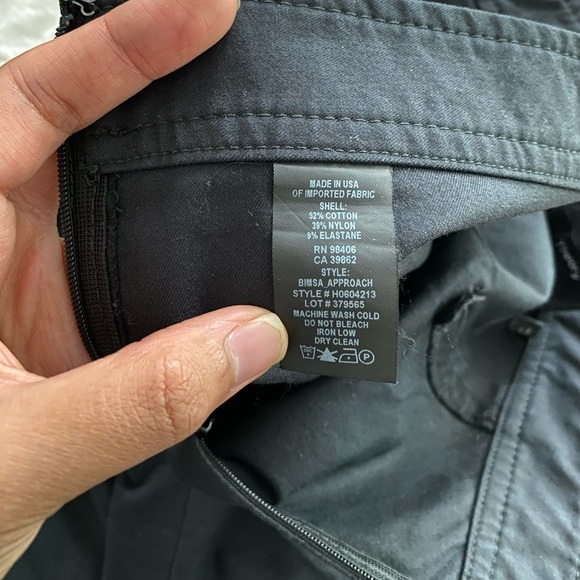 MADE IN USA
OF IMPORTED FABRIC
SHELL:
52% COTTON
39% NYLON
9% ELASTANE
RN 98406
CA 39862
STYLE:
BIMSA_APPROACH
STYLE # H0604213
LOT # 379565
MACHINE WASH COLD
DO NOT BLEACH
IRON LOW
DRY CLEAN
P